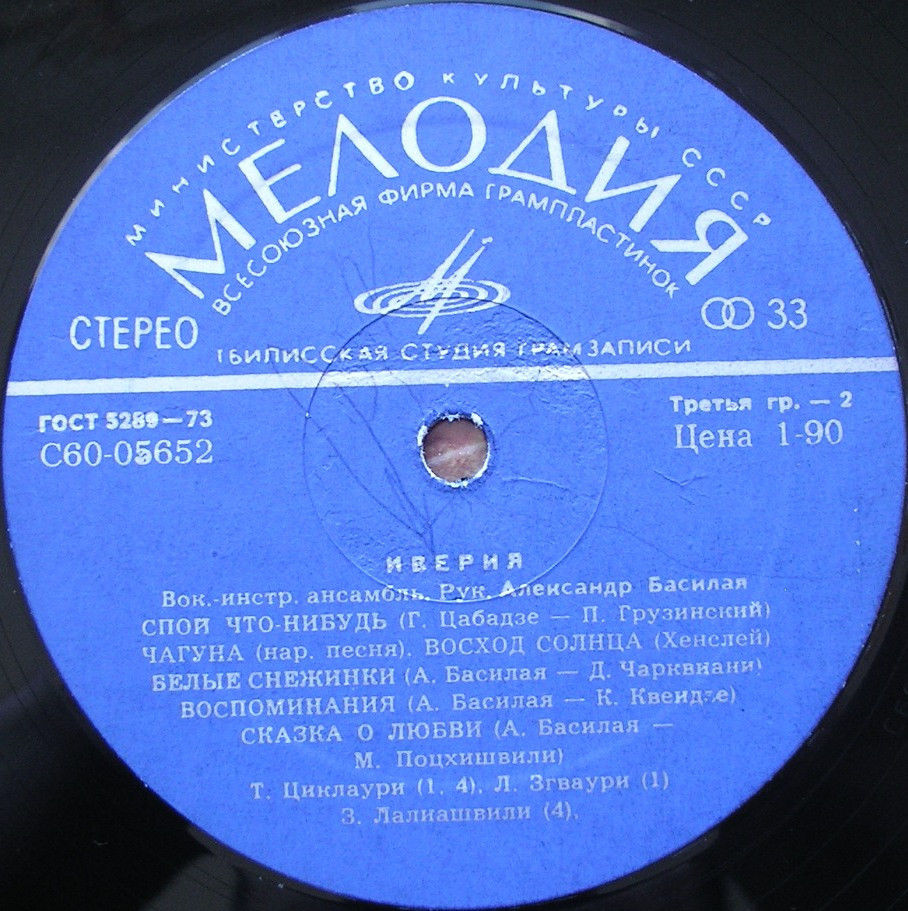 МИНИСТЕРСТВО КУЛЬТУРЫ СССР
МЕЛОДИЯ
ВСЕСОЮЗНАЯ ФИРМА ГРАМПЛАСТИНОК
СТЕРЕО
33
ТБИЛИССКАЯ СТУДИЯ ГРАМЗАПИСИ
ГОСТ 5289—73
Третья гр. — 2
С60-05652
Цена 1-90
ИВЕРИЯ
Вок.-инстр. ансамбль. Рук. Александр Басилая
СПОЙ ЧТО-НИБУДЬ (Г. Цабадзе — П. Грузинский)
ЧАГУНА (нар. песня). ВОСХОД СОЛНЦА (Хенслей)
БЕЛЫЕ СНЕЖИНКИ (А. Басилая — Д. Чарквиани)
ВОСПОМИНАНИЯ (А. Басилая — К. Квеидзе)
СКАЗКА О ЛЮБВИ (А. Басилая —
М. Поцхишвили)
Т. Циклаури (1. 4). Л. Згваури (1)
З. Лалиашвили (4).